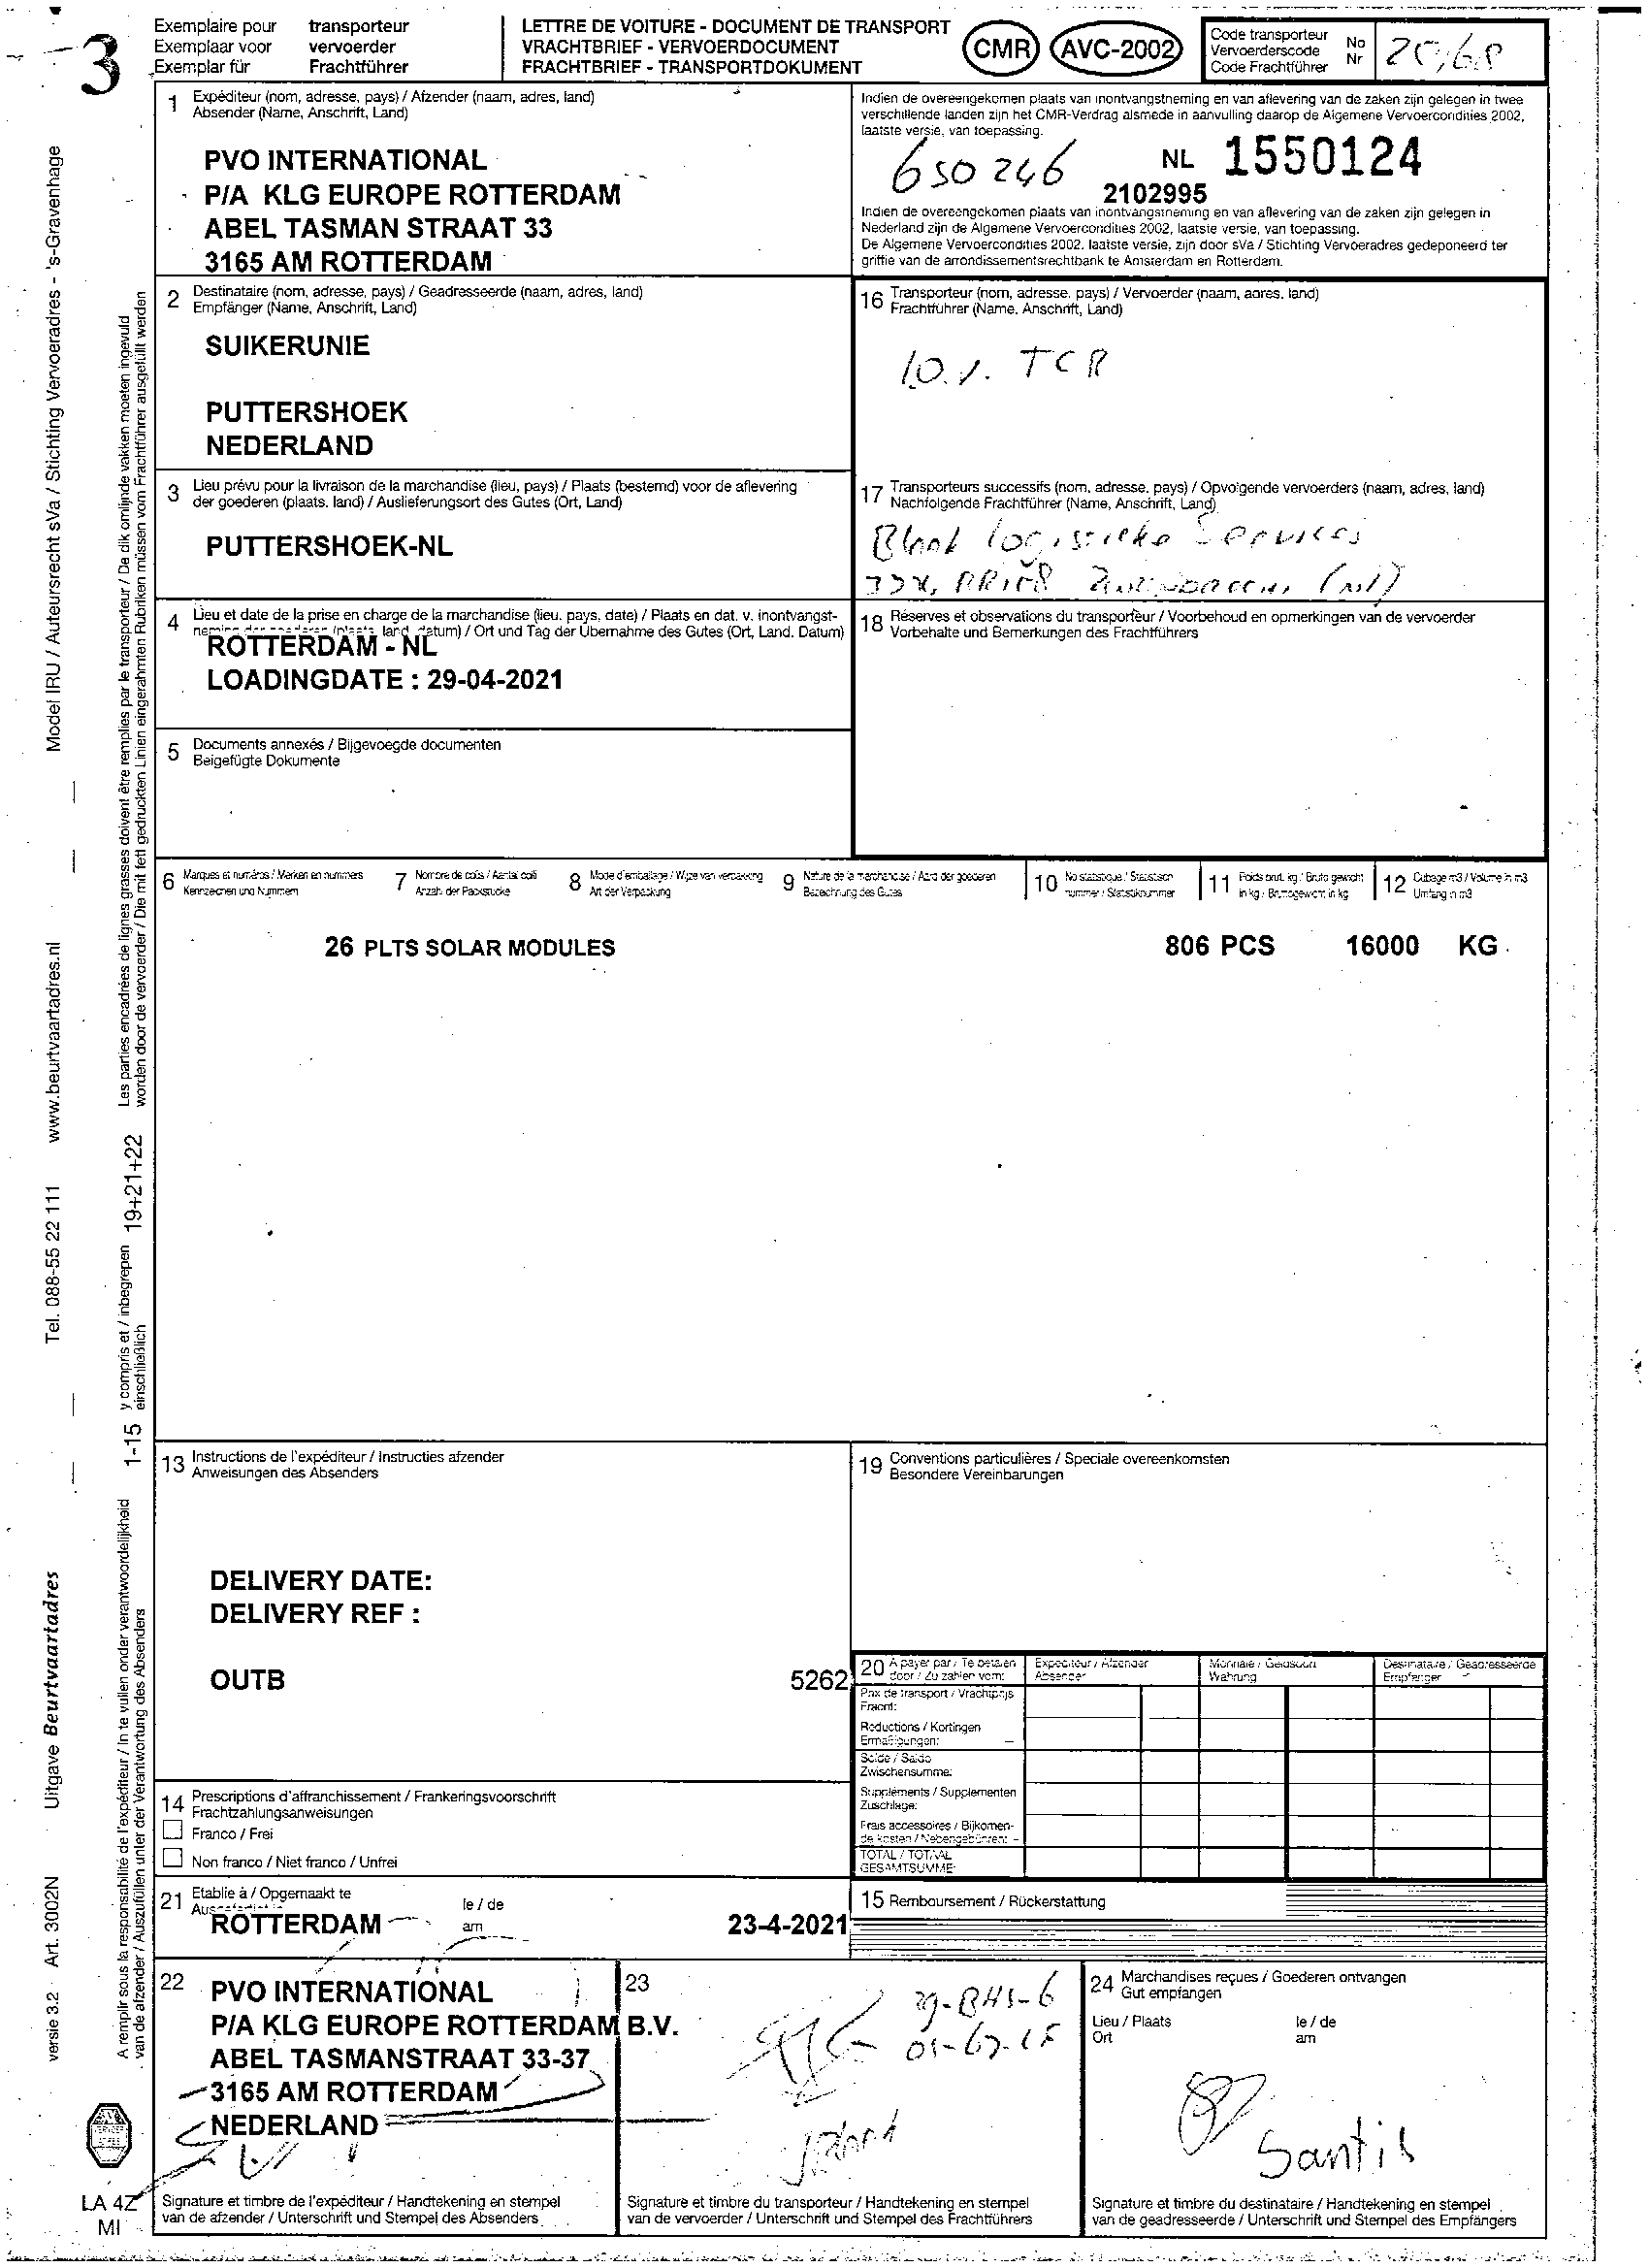 3
Exemplaire pour transporteur
Exemplaar voor vervoerder
Exemplar für Frachtführer
LETTRE DE VOITURE - DOCUMENT DE TRANSPORT
VRACHTBRIEF - VERVOERDOCUMENT
FRACHTBRIEF - TRANSPORTDOKUMENT
CMR AVC-2002
Code transporteur No
Vervoerderscode Nr
Code Frachtführer
1 Expéditeur (nom, adresse, pays) / Afzender (naam, adres, land)
Absender (Name, Anschrift, Land)
PVO INTERNATIONAL
P/A KLG EUROPE ROTTERDAM
ABEL TASMAN STRAAT 33
3165 AM ROTTERDAM
Indien de overeengekomen plaats van inontvangstneming en van aflevering van de zaken zijn gelegen in twee
verschillende landen zijn het CMR-Verdrag alsmede in aanvulling daarop de Algemene Vervoercondities 2002,
laatste versie, van toepassing.
650246 NL 1550124
2102995
Indien de overeengekomen plaats van inontvangstneming en van aflevering van de zaken zijn gelegen in
Nederland zijn de Algemene Vervoercondities 2002, laatste versie, van toepassing.
De Algemene Vervoercondities 2002, laatste versie, zijn door sVa / Stichting Vervoeradres gedeponeerd ter
griffie van de arrondissementsrechtbank te Amsterdam en Rotterdam.
2 Destinataire (nom, adresse, pays) / Geadresseerde (naam, adres, land)
Empfänger (Name, Anschrift, Land)
SUIKERUNIE
PUTTERSHOEK
NEDERLAND
16 Transporteur (nom, adresse, pays) / Vervoerder (naam, adres, land)
Frachtführer (Name, Anschrift, Land)
TCR
3 Lieu prévu pour la livraison de la marchandise (lieu, pays) / Plaats (bestemd) voor de aflevering
der goederen (plaats, land) / Auslieferungsort des Gutes (Ort, Land)
PUTTERSHOEK-NL
17 Transporteurs successifs (nom, adresse, pays) / Opvolgende vervoerders (naam, adres, land)
Nachfolgende Frachtführer (Name, Anschrift, Land)
4 Lieu et date de la prise en charge de la marchandise (lieu, pays, date) / Plaats en dat. v. inontvangst-
land, datum) / Ort und Tag der Übernahme des Gutes (Ort, Land, Datum)
ROTTERDAM - NL
LOADINGDATE : 29-04-2021
18 Réserves et observations du transporteur / Voorbehoud en opmerkingen van de vervoerder
Vorbehalte und Bemerkungen des Frachtführers
5 Documents annexés / Bijgevoegde documenten
Beigefügte Dokumente
6 Marques et numéros / Merken en nummers
Kennzeichen und Nummern
7 Nombre de colis / Aantal colli
Anzahl der Packstücke
8 Mode d'emballage / Wijze van verpakking
Art der Verpackung
9 Nature de la marchandise / Aard der goederen
Bezeichnung des Gutes
10 No statistique / Statistisch
nummer / Statistiknummer
11 Poids brut, kg / Bruto gewicht
in kg / Bruttogewicht in kg
12 Cubage m3 / Volume in m3
Umfang in m3
26 PLTS SOLAR MODULES 806 PCS 16000 KG
13 Instructions de l'expéditeur / Instructies afzender
Anweisungen des Absenders
DELIVERY DATE:
DELIVERY REF :
OUTB 5262
19 Conventions particulières / Speciale overeenkomsten
Besondere Vereinbarungen
20 A payer par / Te betalen
door / Zu zahlen vom:
Expéditeur / Afzender
Absender
Monnaie / Geldsoort
Währung
Destinataire / Geadresseerde
Empfänger
Prix de transport / Vrachtprijs
Fracht:
Reductions / Kortingen
Ermäßigungen: –
Solde / Saldo
Zwischensumme:
Suppléments / Supplementen
Zuschläge:
Frais accessoires / Bijkomen-
de kosten / Nebengebühren: –
TOTAL / TOTAAL
GESAMTSUMME:
14 Prescriptions d'affranchissement / Frankeringsvoorschrift
Frachtzahlungsanweisungen
Franco / Frei
Non franco / Niet franco / Unfrei
21 Etablie à / Opgemaakt te le / de
am
ROTTERDAM 23-4-2021
15 Remboursement / Rückerstattung
22 PVO INTERNATIONAL
P/A KLG EUROPE ROTTERDAM B.V.
ABEL TASMANSTRAAT 33-37
3165 AM ROTTERDAM
NEDERLAND
Signature et timbre de l'expéditeur / Handtekening en stempel
van de afzender / Unterschrift und Stempel des Absenders
23
Signature et timbre du transporteur / Handtekening en stempel
van de vervoerder / Unterschrift und Stempel des Frachtführers
24 Marchandises reçues / Goederen ontvangen
Gut empfangen
Lieu / Plaats le / de
Ort am
Santis
Signature et timbre du destinataire / Handtekening en stempel
van de geadresseerde / Unterschrift und Stempel des Empfängers
LA 4Z
MI
versie 3.2 Art. 3002N Uitgave Beurtvaartadres Tel. 088-55 22 111 www.beurtvaartadres.nl Model IRU / Auteursrecht sVa / Stichting Vervoeradres - 's-Gravenhage
A remplir sous la responsabilité de l'expéditeur / In te vullen onder verantwoordelijkheid
van de afzender / Auszufüllen unter der Verantwortung des Absenders
1-15 y compris et / inbegrepen 19+21+22
einschließlich
Les parties encadrées de lignes grasses doivent être remplies par le transporteur / De dik omlijnde vakken moeten ingevuld
worden door de vervoerder / Die mit fett gedruckten Linien eingerahmten Rubriken müssen vom Frachtführer ausgefüllt werden